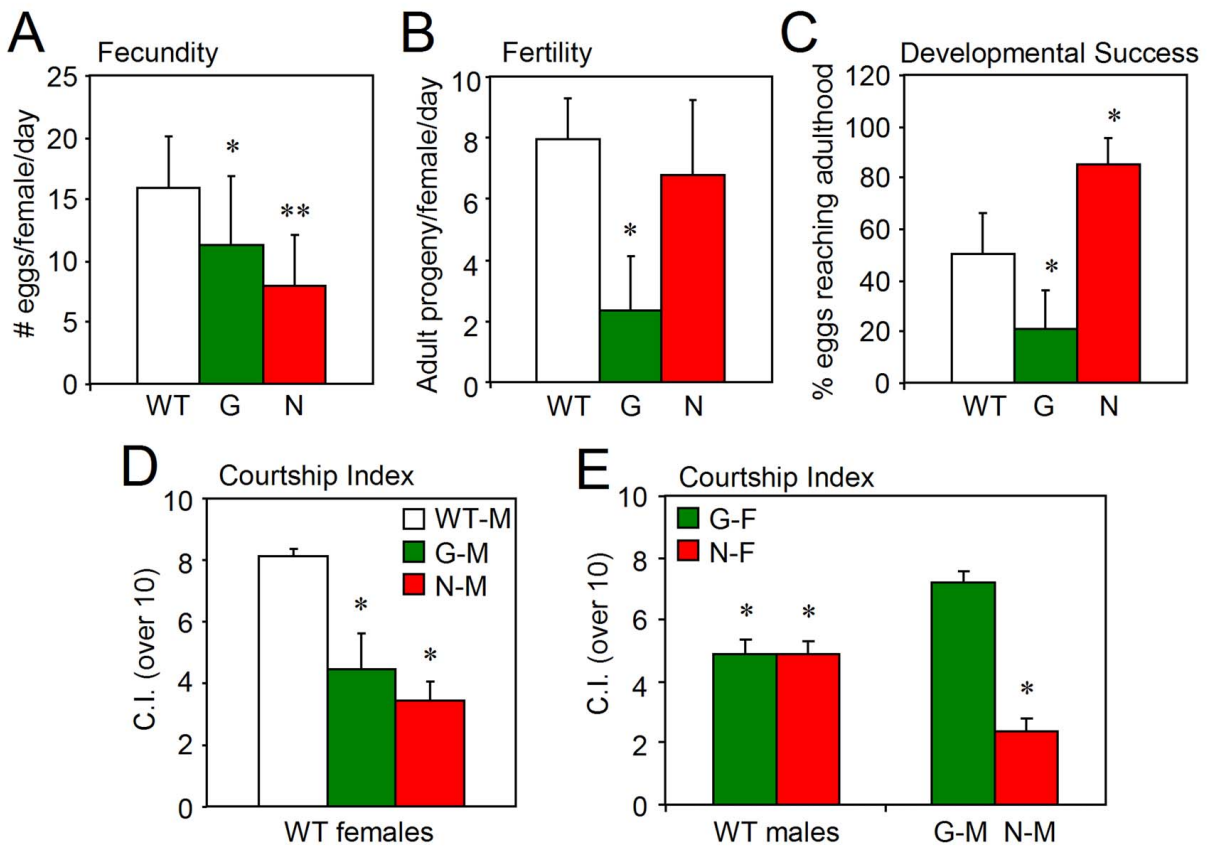 A Fecundity
# eggs/female/day
25
20
15
10
5
0
*
**
WT G N
B Fertility
Adult progeny/female/day
10
8
6
4
2
0
*
WT G N
C Developmental Success
% eggs reaching adulthood
120
100
80
60
40
20
0
*
*
WT G N
D Courtship Index
C.I. (over 10)
10
8
6
4
2
0
WT-M
G-M
N-M
*
*
WT females
E Courtship Index
C.I. (over 10)
10
8
6
4
2
0
G-F
N-F
* *
*
WT males G-M N-M